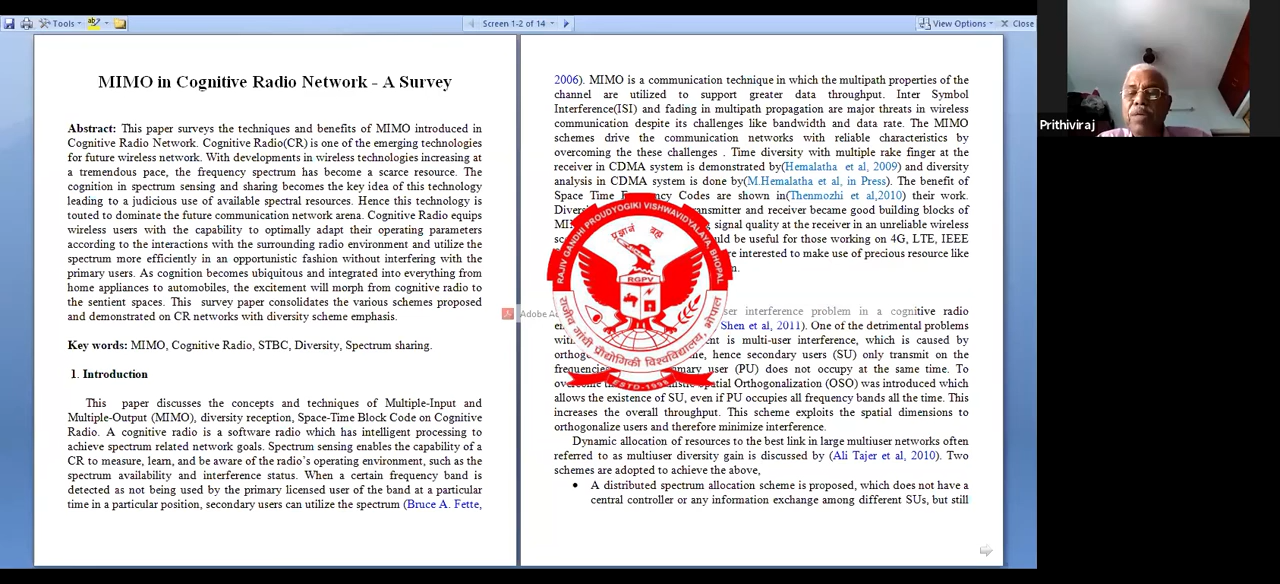 Tools
Screen 1-2 of 14
View Options
Close
MIMO in Cognitive Radio Network - A Survey
Abstract: This paper surveys the techniques and benefits of MIMO introduced in
Cognitive Radio Network. Cognitive Radio(CR) is one of the emerging technologies
for future wireless network. With developments in wireless technologies increasing at
a tremendous pace, the frequency spectrum has become a scarce resource. The
cognition in spectrum sensing and sharing becomes the key idea of this technology
leading to a judicious use of available spectral resources. Hence this technology is
touted to dominate the future communication network arena. Cognitive Radio equips
wireless users with the capability to optimally adapt their operating parameters
according to the interactions with the surrounding radio environment and utilize the
spectrum more efficiently in an opportunistic fashion without interfering with the
primary users. As cognition becomes ubiquitous and integrated into everything from
home appliances to automobiles, the excitement will morph from cognitive radio to
the sentient spaces. This survey paper consolidates the various schemes proposed
and demonstrated on CR networks with diversity scheme emphasis.
Key words: MIMO, Cognitive Radio, STBC, Diversity, Spectrum sharing.
1. Introduction
This paper discusses the concepts and techniques of Multiple-Input and
Multiple-Output (MIMO), diversity reception, Space-Time Block Code on Cognitive
Radio. A cognitive radio is a software radio which has intelligent processing to
achieve spectrum related network goals. Spectrum sensing enables the capability of a
CR to measure, learn, and be aware of the radio's operating environment, such as the
spectrum availability and interference status. When a certain frequency band is
detected as not being used by the primary licensed user of the band at a particular
time in a particular position, secondary users can utilize the spectrum (Bruce A. Fette,
2006). MIMO is a communication technique in which the multipath properties of the
channel are utilized to support greater data throughput. Inter Symbol
Interference(ISI) and fading in multipath propagation are major threats in wireless
communication despite its challenges like bandwidth and data rate. The MIMO
schemes drive the communication networks with reliable characteristics by
overcoming the these challenges . Time diversity with multiple rake finger at the
receiver in CDMA system is demonstrated by(Hemalatha et al, 2009) and diversity
analysis in CDMA system is done by(M.Hemalatha et al, in Press). The benefit of
Space Time Codes are shown in(Thenmozhi et al,2010) their work.
and receiver became good building blocks of
signal quality at the receiver in an unreliable wireless
be useful for those working on 4G, LTE, IEEE
interested to make use of precious resource like
interference problem in a cognitive radio
Shen et al, 2011). One of the detrimental problems
is multi-user interference, which is caused by
hence secondary users (SU) only transmit on the
frequencies user (PU) does not occupy at the same time. To
Spatial Orthogonalization (OSO) was introduced which
allows the existence of SU, even if PU occupies all frequency bands all the time. This
increases the overall throughput. This scheme exploits the spatial dimensions to
orthogonalize users and therefore minimize interference.
Dynamic allocation of resources to the best link in large multiuser networks often
referred to as multiuser diversity gain is discussed by (Ali Tajer et al, 2010). Two
schemes are adopted to achieve the above,
• A distributed spectrum allocation scheme is proposed, which does not have a
central controller or any information exchange among different SUs, but still
RAJIV GANDHI PROUDYOGIKI VISHWAVIDYALAYA, BHOPAL
प्रज्ञानं ब्रह्म
RGPV
राजीव गांधी प्रौद्योगिकी विश्वविद्यालय, भोपाल
ESTD-1998
Prithiviraj